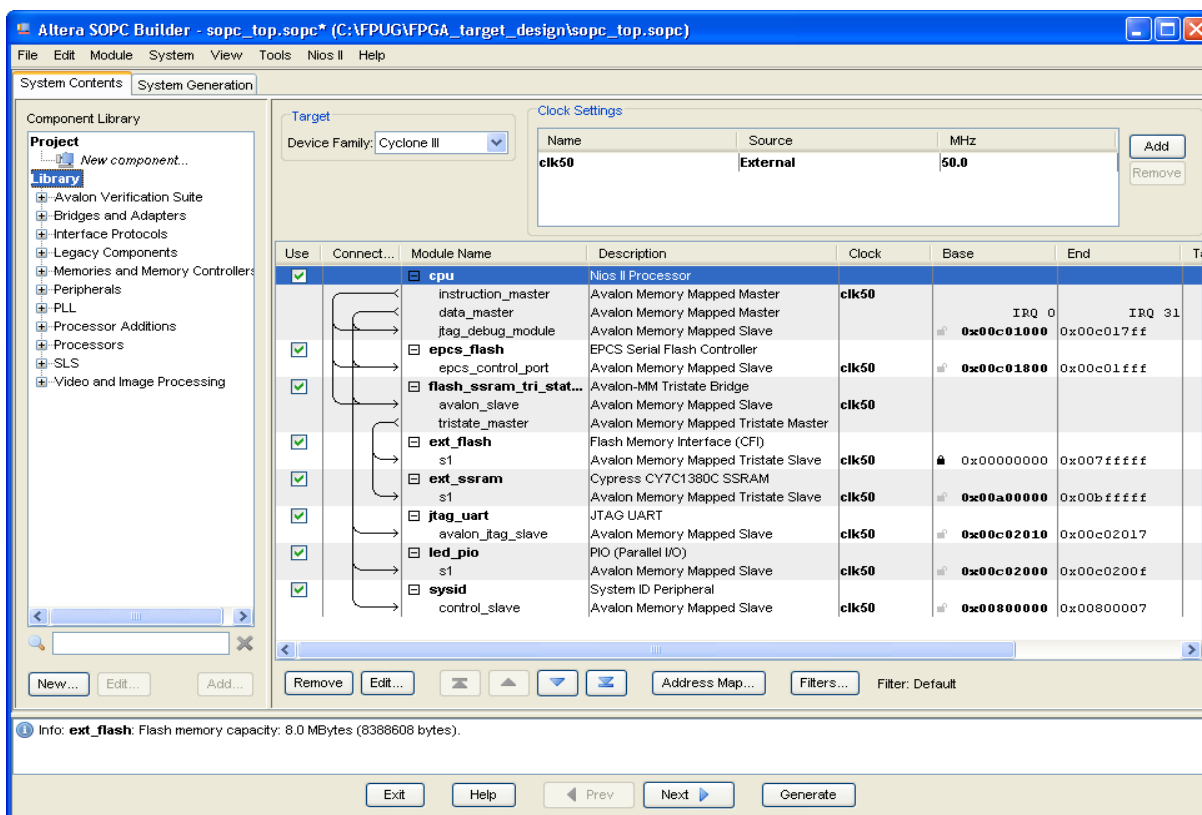 Altera SOPC Builder - sopc_top.sopc* (C:\FPUG\FPGA_target_design\sopc_top.sopc)
File Edit Module System View Tools Nios II Help
System Contents System Generation
Component Library
Project
New component...
Library
Avalon Verification Suite
Bridges and Adapters
Interface Protocols
Legacy Components
Memories and Memory Controllers
Peripherals
PLL
Processor Additions
Processors
SLS
Video and Image Processing
New... Edit... Add...
Target
Device Family: Cyclone III
Clock Settings
Name Source MHz
clk50 External 50.0
Add
Remove
Use Connect... Module Name Description Clock Base End Ta
cpu Nios II Processor
instruction_master Avalon Memory Mapped Master clk50
data_master Avalon Memory Mapped Master IRQ 0 IRQ 31
jtag_debug_module Avalon Memory Mapped Slave 0x00c01000 0x00c017ff
epcs_flash EPCS Serial Flash Controller
epcs_control_port Avalon Memory Mapped Slave clk50 0x00c01800 0x00c01fff
flash_ssram_tri_stat... Avalon-MM Tristate Bridge
avalon_slave Avalon Memory Mapped Slave clk50
tristate_master Avalon Memory Mapped Tristate Master
ext_flash Flash Memory Interface (CFI)
s1 Avalon Memory Mapped Tristate Slave clk50 0x00000000 0x007fffff
ext_ssram Cypress CY7C1380C SSRAM
s1 Avalon Memory Mapped Tristate Slave clk50 0x00a00000 0x00bfffff
jtag_uart JTAG UART
avalon_jtag_slave Avalon Memory Mapped Slave clk50 0x00c02010 0x00c02017
led_pio PIO (Parallel I/O)
s1 Avalon Memory Mapped Slave clk50 0x00c02000 0x00c0200f
sysid System ID Peripheral
control_slave Avalon Memory Mapped Slave clk50 0x00800000 0x00800007
Remove Edit... Address Map... Filters... Filter: Default
Info: ext_flash: Flash memory capacity: 8.0 MBytes (8388608 bytes).
Exit Help Prev Next Generate